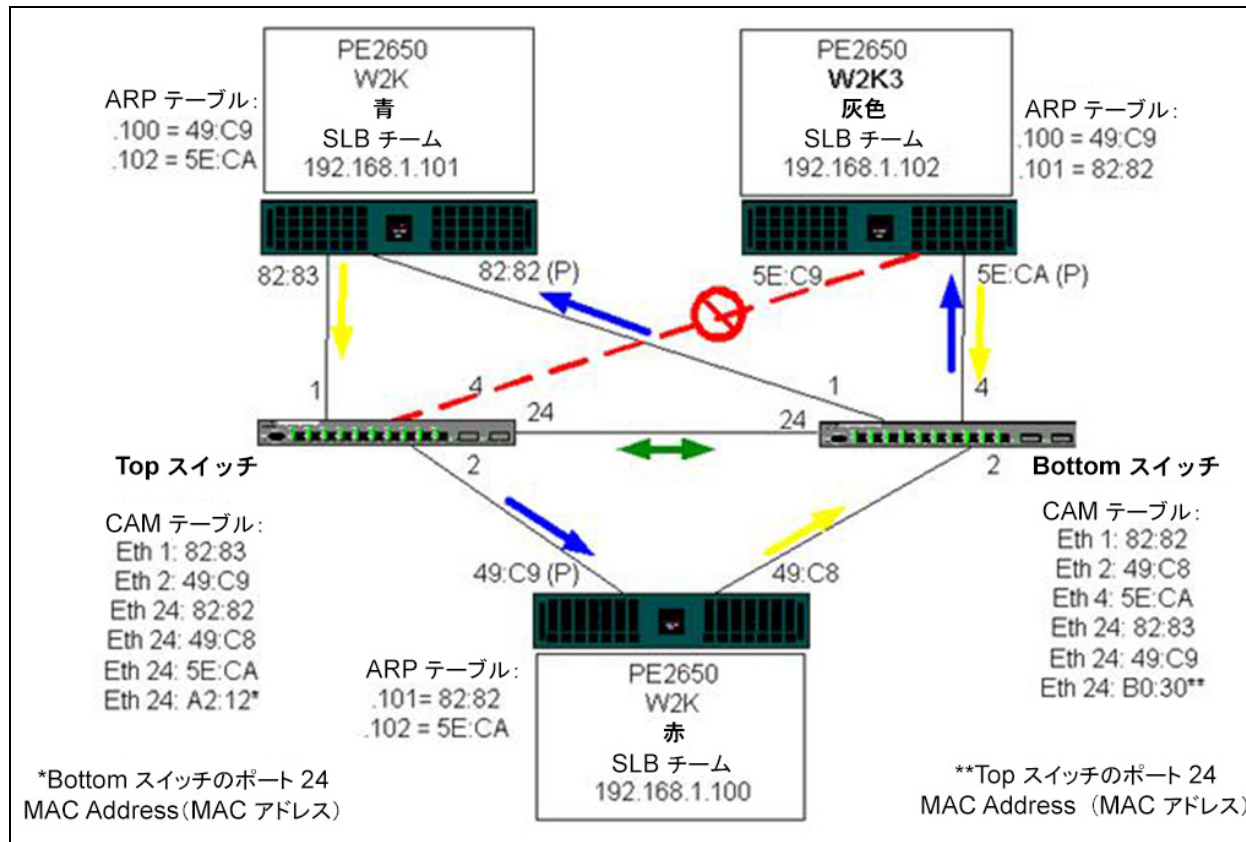 PE2650
W2K
青
SLB チーム
192.168.1.101
ARP テーブル:
.100 = 49:C9
.102 = 5E:CA
PE2650
W2K3
灰色
SLB チーム
192.168.1.102
ARP テーブル:
.100 = 49:C9
.101 = 82:82
82:83
82:82 (P)
5E:C9
5E:CA (P)
1
4
24
2
1
4
24
2
Top スイッチ
Bottom スイッチ
CAM テーブル:
Eth 1: 82:83
Eth 2: 49:C9
Eth 24: 82:82
Eth 24: 49:C8
Eth 24: 5E:CA
Eth 24: A2:12*
CAM テーブル:
Eth 1: 82:82
Eth 2: 49:C8
Eth 4: 5E:CA
Eth 24: 82:83
Eth 24: 49:C9
Eth 24: B0:30**
49:C9 (P)
49:C8
ARP テーブル:
.101= 82:82
.102 = 5E:CA
PE2650
W2K
赤
SLB チーム
192.168.1.100
*Bottom スイッチのポート 24
MAC Address(MAC アドレス)
**Top スイッチのポート 24
MAC Address (MAC アドレス)